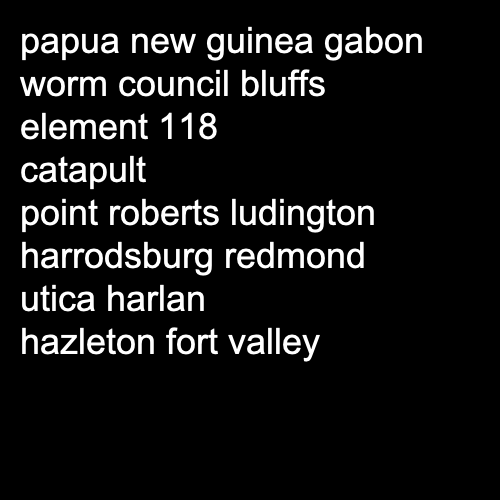 papua new guinea gabon
worm council bluffs
element 118
catapult
point roberts ludington
harrodsburg redmond
utica harlan
hazleton fort valley